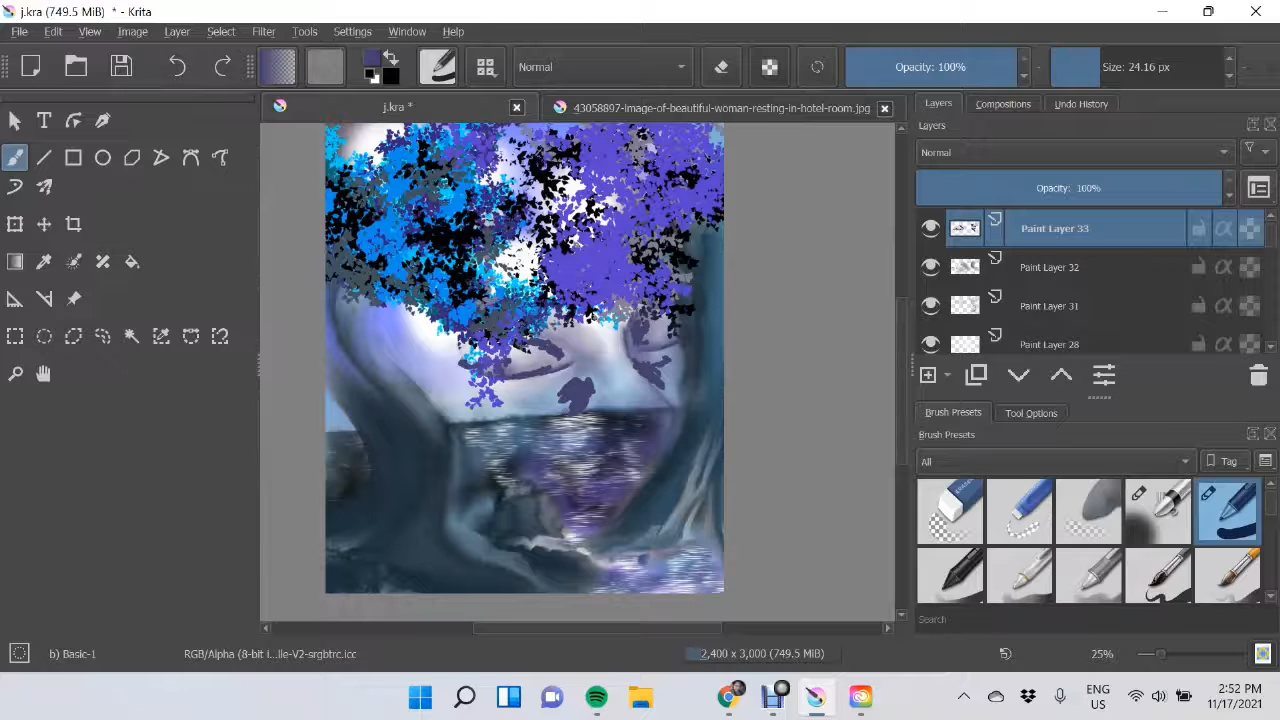 j.kra (749.5 MiB) * - Krita
File Edit View Image Layer Select Filter Tools Settings Window Help
Normal
Opacity: 100%
Size: 24.16 px
j.kra *
43058897-image-of-beautiful-woman-resting-in-hotel-room.jpg
Layers
Compositions
Undo History
Layers
Normal
Opacity: 100%
Paint Layer 33
Paint Layer 32
Paint Layer 31
Paint Layer 28
Brush Presets
Tool Options
Brush Presets
All
Tag
Search
b) Basic-1
RGB/Alpha (8-bit i...lie-V2-srgbtrc.icc
2,400 x 3,000 (749.5 MiB)
25%
ENG
US
2:52 PM
11/17/2021